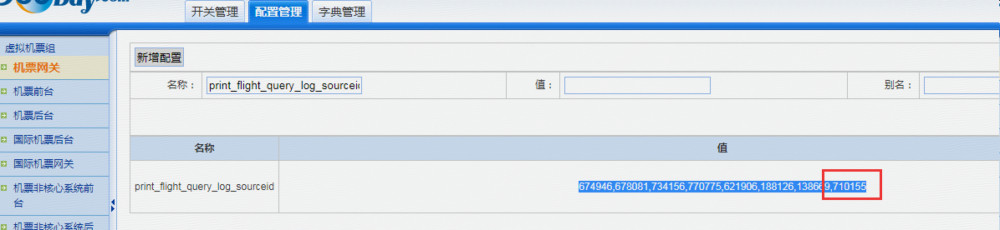 Buy.com
开关管理
配置管理
字典管理
虚拟机票组
机票网关
机票前台
机票后台
国际机票后台
国际机票网关
机票非核心系统前
台
机票非核心系统后
新增配置
名称：
print_flight_query_log_sourceid
值：
别名：
名称
值
print_flight_query_log_sourceid
674946,678081,734156,770775,621906,188126,138669,710155